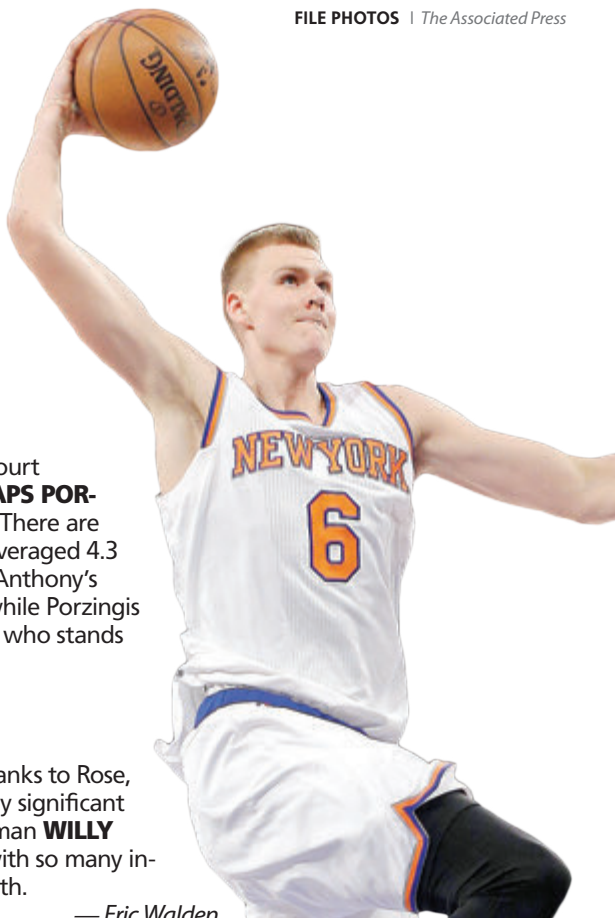 FILE PHOTOS | The Associated Press
SPALDING
NEW YORK
6
ourt
APS POR-
There are
veraged 4.3
Anthony's
while Porzingis
who stands
anks to Rose,
y significant
man WILLY
with so many in-
th.
— Eric Walden